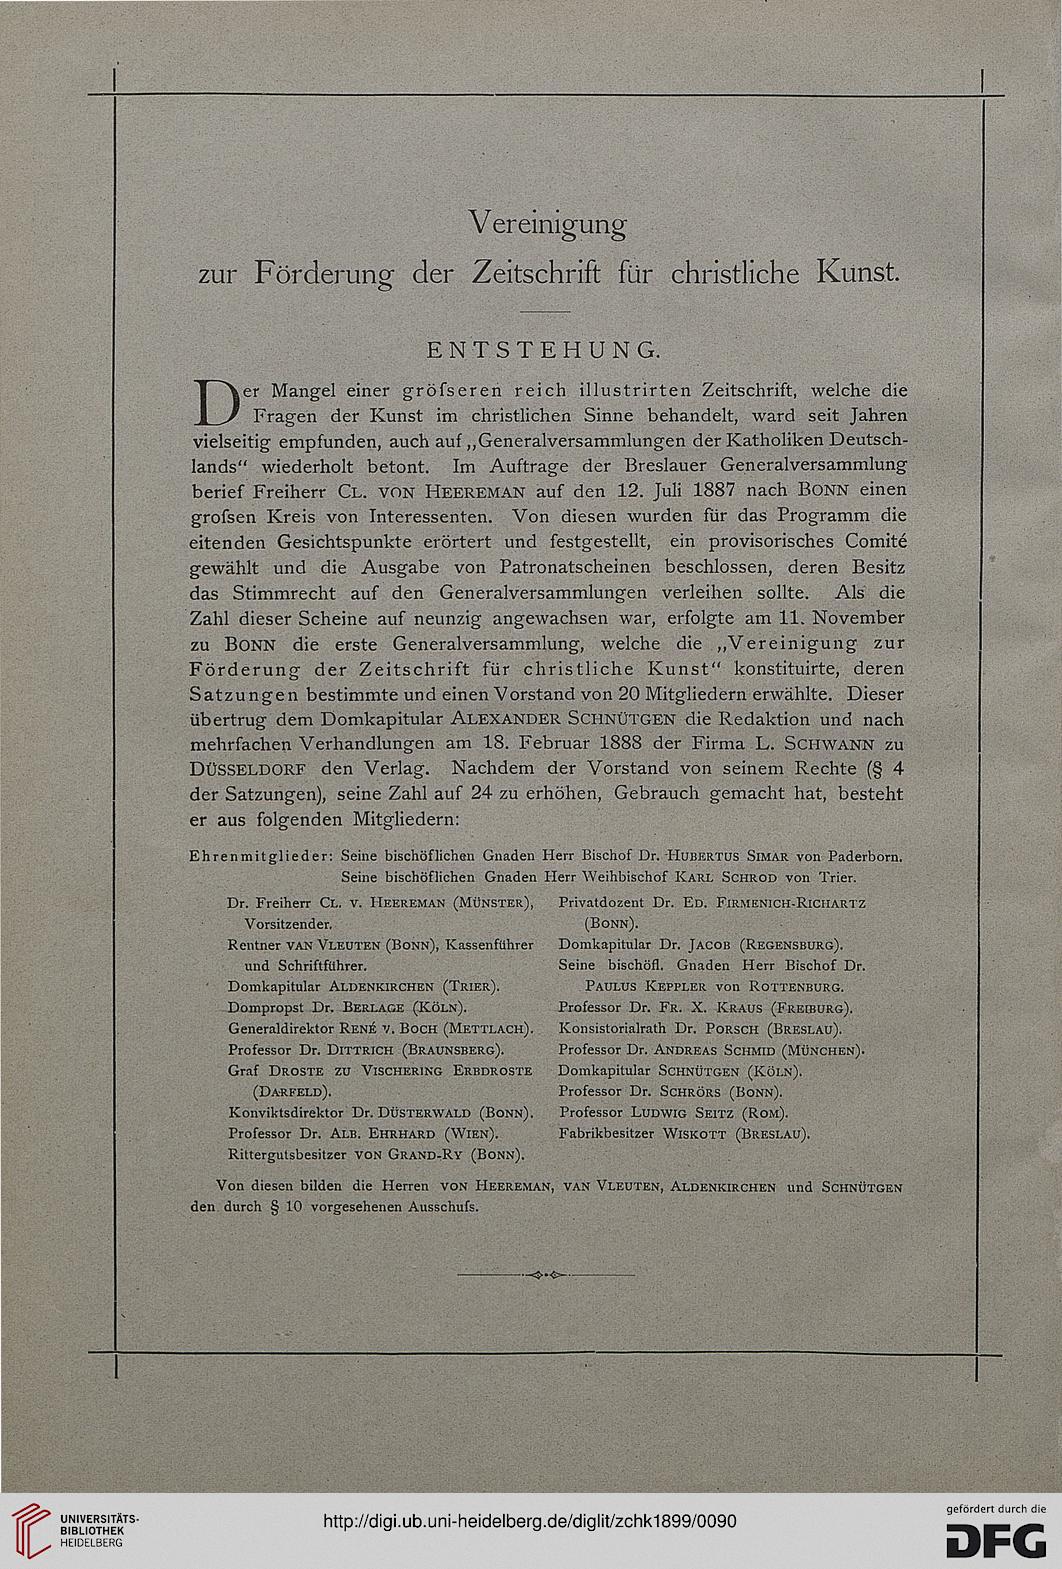 Vereinigung
zur Förderung der Zeitschrift für christliche Kunst.
ENTSTEHUNG.
Der Mangel einer gröſseren reich illustrirten Zeitschrift, welche die
Fragen der Kunst im christlichen Sinne behandelt, ward seit Jahren
vielseitig empfunden, auch auf „Generalversammlungen der Katholiken Deutsch-
lands“ wiederholt betont. Im Auftrage der Breslauer Generalversammlung
berief Freiherr CL. VON HEEREMAN auf den 12. Juli 1887 nach BONN einen
groſsen Kreis von Interessenten. Von diesen wurden für das Programm die
eitenden Gesichtspunkte erörtert und festgestellt, ein provisorisches Comité
gewählt und die Ausgabe von Patronatscheinen beschlossen, deren Besitz
das Stimmrecht auf den Generalversammlungen verleihen sollte. Als die
Zahl dieser Scheine auf neunzig angewachsen war, erfolgte am 11. November
zu BONN die erste Generalversammlung, welche die „Vereinigung zur
Förderung der Zeitschrift für christliche Kunst“ konstituirte, deren
Satzungen bestimmte und einen Vorstand von 20 Mitgliedern erwählte. Dieser
übertrug dem Domkapitular ALEXANDER SCHNÜTGEN die Redaktion und nach
mehrfachen Verhandlungen am 18. Februar 1888 der Firma L. SCHWANN zu
DÜSSELDORF den Verlag. Nachdem der Vorstand von seinem Rechte (§ 4
der Satzungen), seine Zahl auf 24 zu erhöhen, Gebrauch gemacht hat, besteht
er aus folgenden Mitgliedern:
Ehrenmitglieder: Seine bischöflichen Gnaden Herr Bischof Dr. HUBERTUS SIMAR von Paderborn.
Seine bischöflichen Gnaden Herr Weihbischof KARL SCHROD von Trier.
Dr. Freiherr CL. V. HEEREMAN (MÜNSTER),
Vorsitzender.
Rentner VAN VLEUTEN (BONN), Kassenführer
und Schriftführer.
Domkapitular ALDENKIRCHEN (TRIER).
Dompropst Dr. BERLAGE (KÖLN).
Generaldirektor RENÉ V. BOCH (METTLACH).
Professor Dr. DITTRICH (BRAUNSBERG).
Graf DROSTE ZU VISCHERING ERBDROSTE
(DARFELD).
Konviktsdirektor Dr. DÜSTERWALD (BONN).
Professor Dr. ALB. EHRHARD (WIEN).
Rittergutsbesitzer VON GRAND-RY (BONN).
Privatdozent Dr. ED. FIRMENICH-RICHARTZ
(BONN).
Domkapitular Dr. JACOB (REGENSBURG).
Seine bischöfl. Gnaden Herr Bischof Dr.
PAULUS KEPPLER von ROTTENBURG.
Professor Dr. FR. X. KRAUS (FREIBURG).
Konsistorialrath Dr. PORSCH (BRESLAU).
Professor Dr. ANDREAS SCHMID (MÜNCHEN).
Domkapitular SCHNÜTGEN (KÖLN).
Professor Dr. SCHRÖRS (BONN).
Professor LUDWIG SEITZ (ROM).
Fabrikbesitzer WISKOTT (BRESLAU).
Von diesen bilden die Herren VON HEEREMAN, VAN VLEUTEN, ALDENKIRCHEN und SCHNÜTGEN
den durch § 10 vorgesehenen Ausschuſs.
UNIVERSITÄTS-
BIBLIOTHEK
HEIDELBERG
http://digi.ub.uni-heidelberg.de/diglit/zchk1899/0090
gefördert durch die
DFG